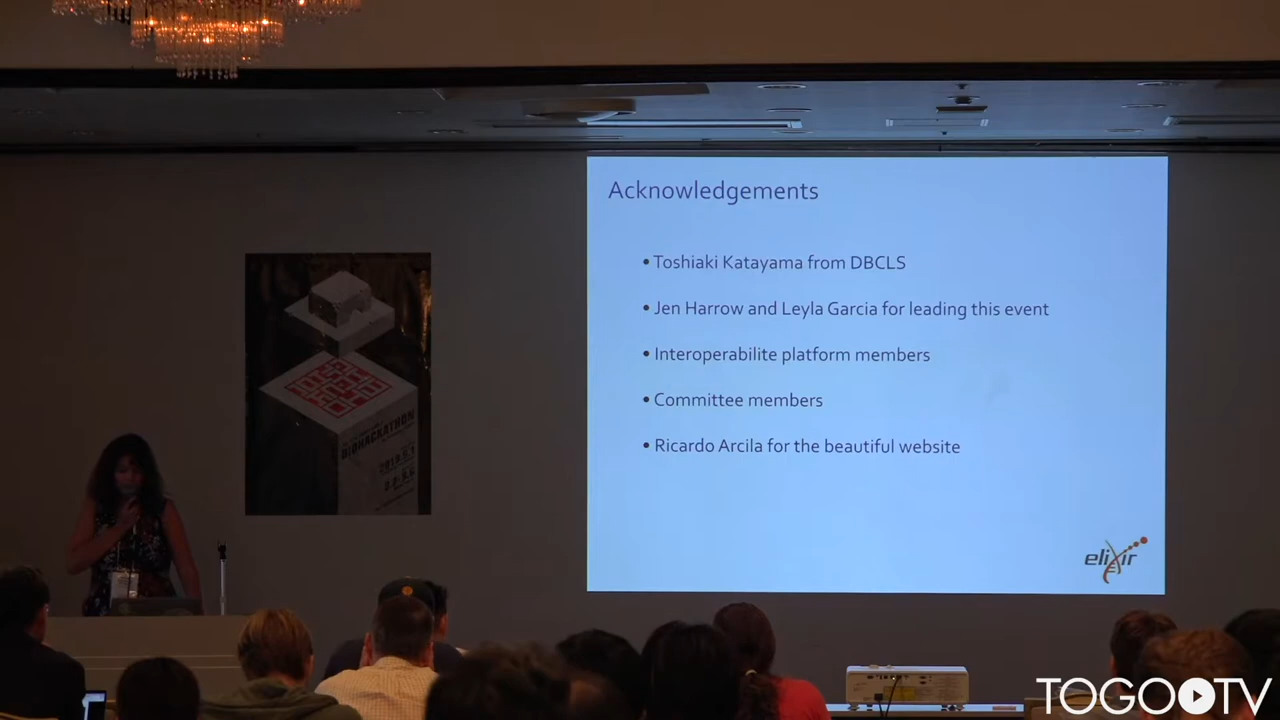 Acknowledgements
• Toshiaki Katayama from DBCLS
• Jen Harrow and Leyla Garcia for leading this event
• Interoperabilite platform members
• Committee members
• Ricardo Arcila for the beautiful website
elixir
BIOHACKATHON
TOGOTV